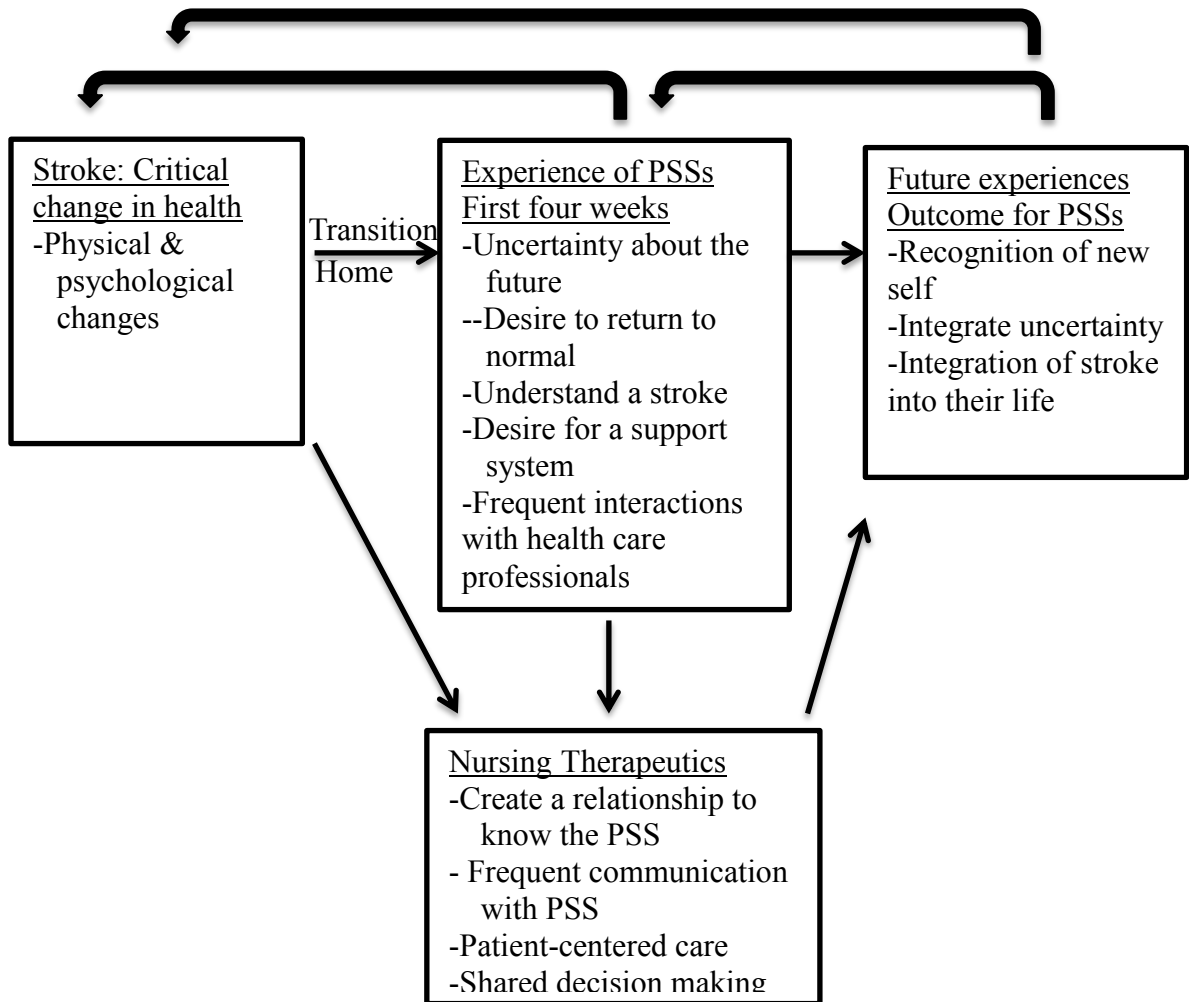 Stroke: Critical
change in health
-Physical &
psychological
changes
Transition
Home
Experience of PSSs
First four weeks
-Uncertainty about the
future
--Desire to return to
normal
-Understand a stroke
-Desire for a support
system
-Frequent interactions
with health care
professionals
Future experiences
Outcome for PSSs
-Recognition of new
self
-Integrate uncertainty
-Integration of stroke
into their life
Nursing Therapeutics
-Create a relationship to
know the PSS
- Frequent communication
with PSS
-Patient-centered care
-Shared decision making